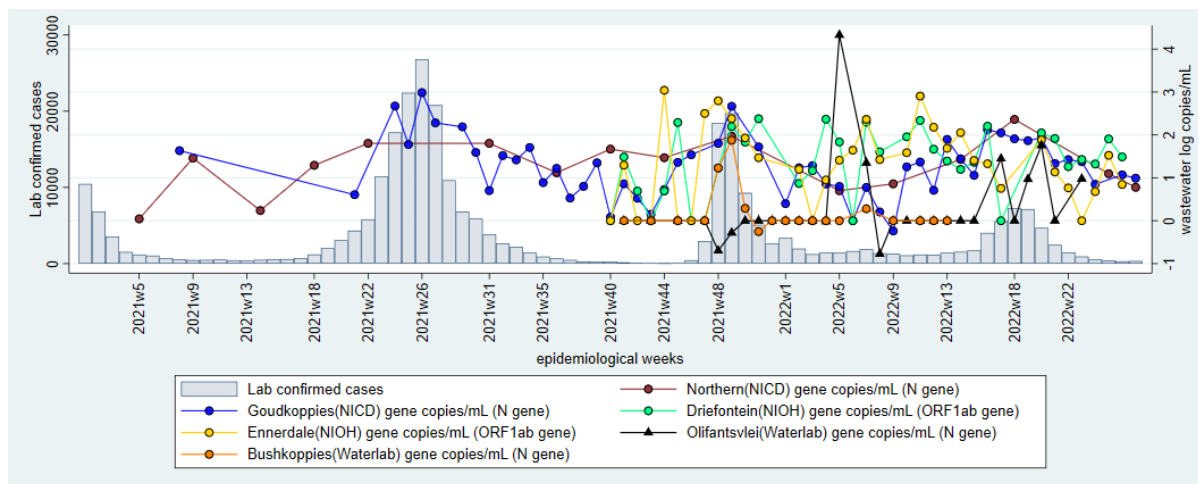 Lab confirmed cases
0
10000
20000
30000
wastewater log copies/mL
-1
0
1
2
3
4
2021w5
2021w9
2021w13
2021w18
2021w22
2021w26
2021w31
2021w35
2021w40
2021w44
2021w48
2022w1
2022w5
2022w9
2022w13
2022w18
2022w22
epidemiological weeks
Lab confirmed cases
Northern(NICD) gene copies/mL (N gene)
Goudkoppies(NICD) gene copies/mL (N gene)
Driefontein(NIOH) gene copies/mL (ORF1ab gene)
Ennerdale(NIOH) gene copies/mL (ORF1ab gene)
Olifantsvlei(Waterlab) gene copies/mL (N gene)
Bushkoppies(Waterlab) gene copies/mL (N gene)